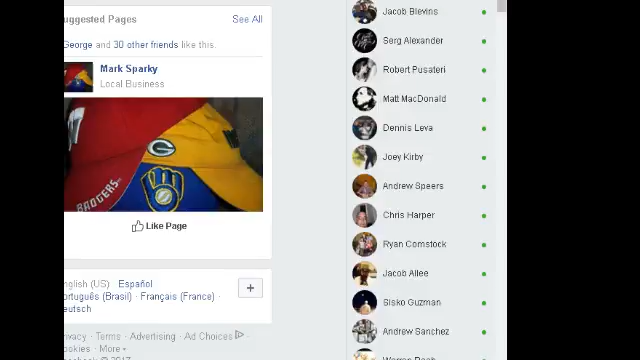 uggested Pages
See All
George and 30 other friends like this.
Mark Sparky
Local Business
BADGERS
G
Like Page
nglish (US) · Español
ortuguês (Brasil) · Français (France) ·
eutsch
+
ivacy · Terms · Advertising · Ad Choices
ookies · More
Jacob Blevins
Serg Alexander
Robert Pusateri
Matt MacDonald
Dennis Leva
Joey Kirby
Andrew Speers
Chris Harper
Ryan Comstock
Jacob Allee
Sisko Guzman
Andrew Sanchez